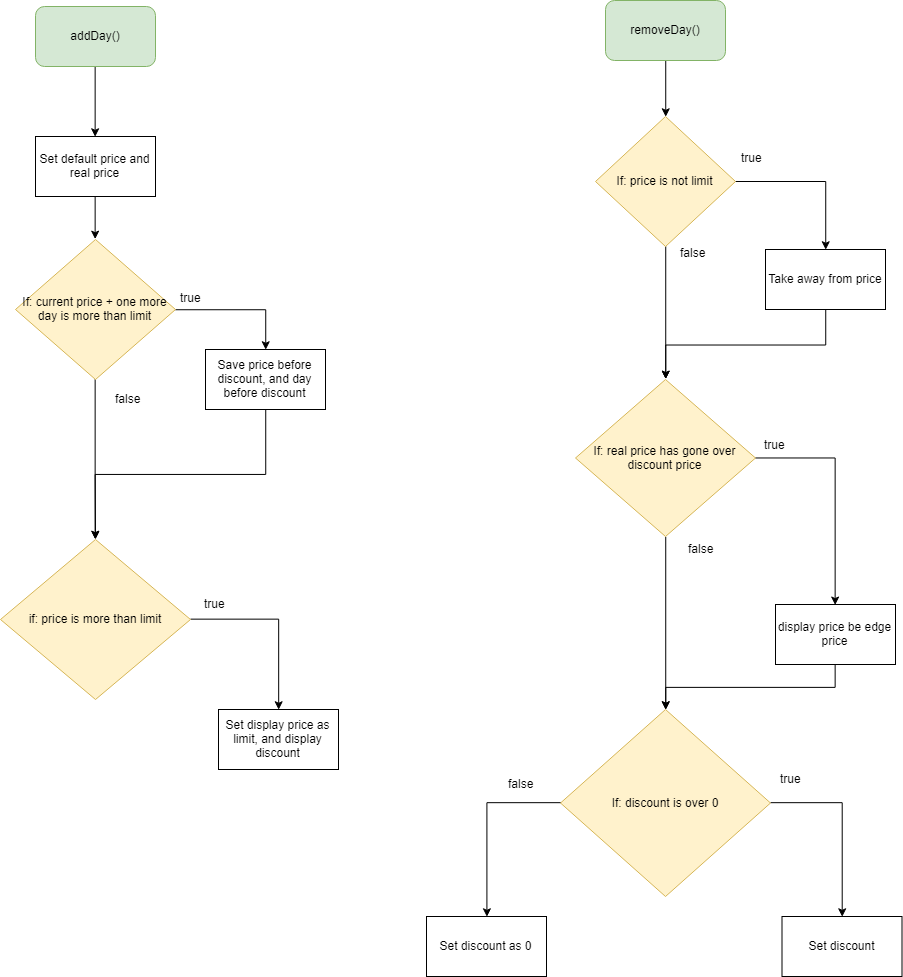 addDay()
Set default price and
real price
If: current price + one more
day is more than limit
true
Save price before
discount, and day
before discount
false
if: price is more than limit
true
Set display price as
limit, and display
discount
removeDay()
If: price is not limit
true
Take away from price
false
If: real price has gone over
discount price
true
false
display price be edge
price
If: discount is over 0
false
true
Set discount as 0
Set discount